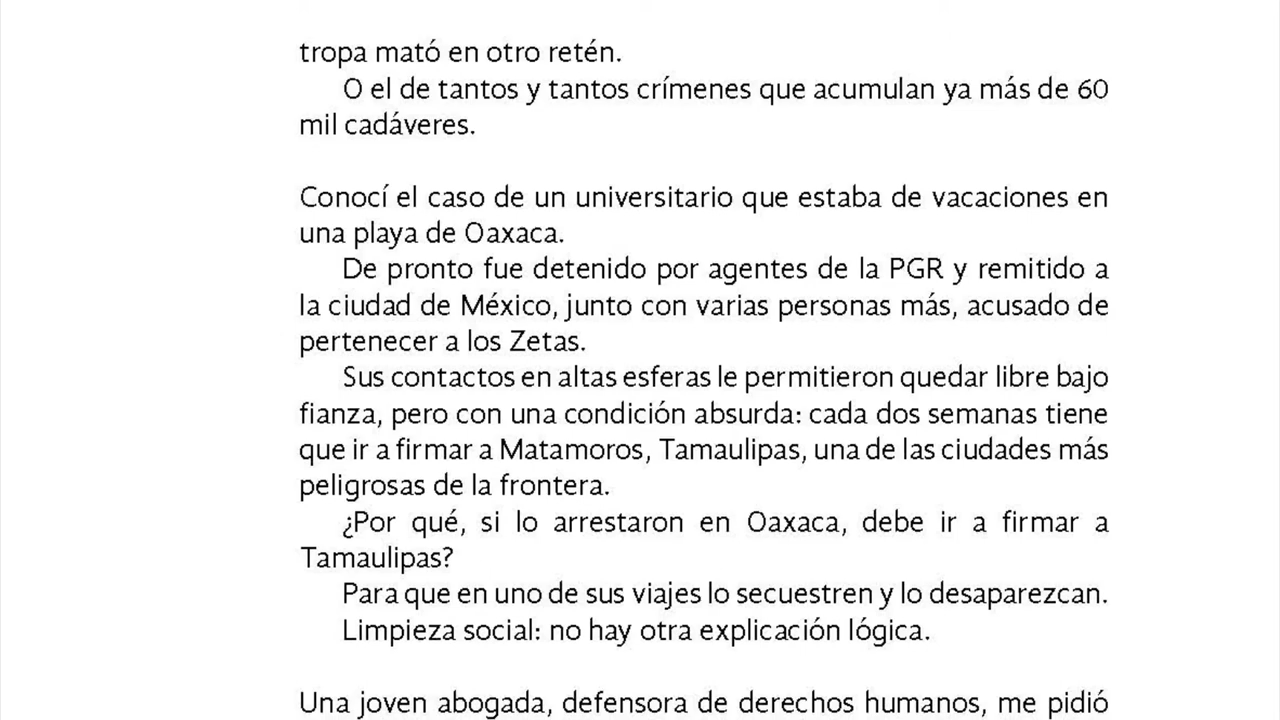 tropa mató en otro retén.
O el de tantos y tantos crímenes que acumulan ya más de 60
mil cadáveres.
Conocí el caso de un universitario que estaba de vacaciones en
una playa de Oaxaca.
De pronto fue detenido por agentes de la PGR y remitido a
la ciudad de México, junto con varias personas más, acusado de
pertenecer a los Zetas.
Sus contactos en altas esferas le permitieron quedar libre bajo
fianza, pero con una condición absurda: cada dos semanas tiene
que ir a firmar a Matamoros, Tamaulipas, una de las ciudades más
peligrosas de la frontera.
¿Por qué, si lo arrestaron en Oaxaca, debe ir a firmar a
Tamaulipas?
Para que en uno de sus viajes lo secuestren y lo desaparezcan.
Limpieza social: no hay otra explicación lógica.
Una joven abogada, defensora de derechos humanos, me pidió